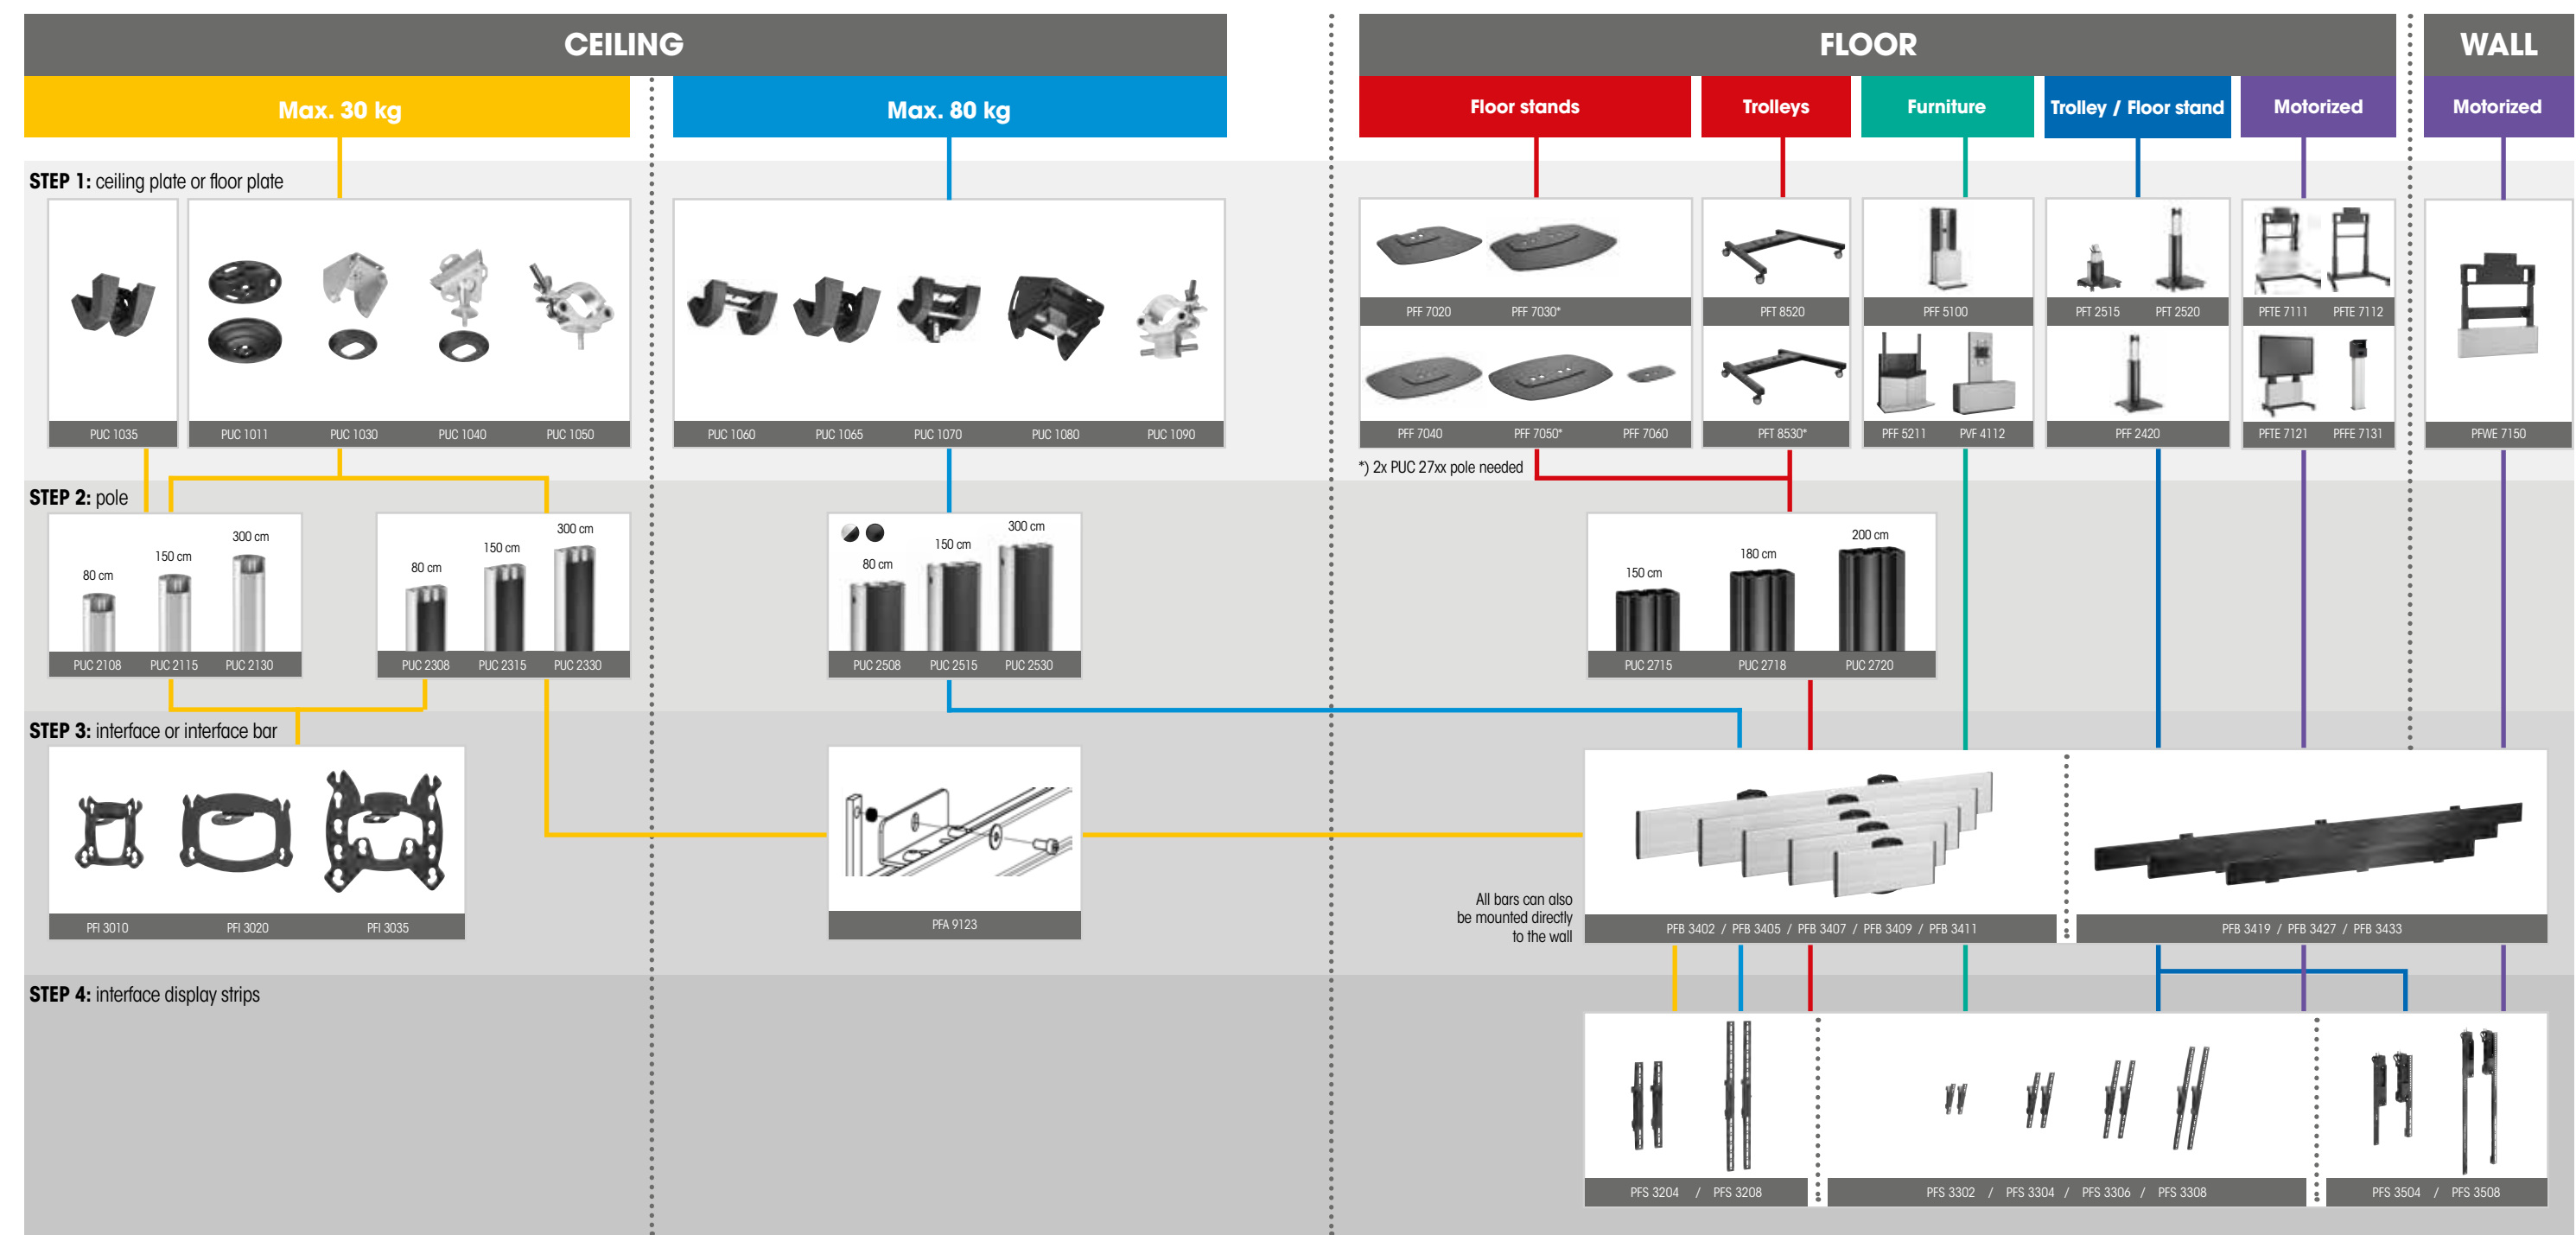 CEILING
FLOOR
WALL
Max. 30 kg
Max. 80 kg
Floor stands
Trolleys
Furniture
Trolley / Floor stand
Motorized
Motorized
STEP 1: ceiling plate or floor plate
PUC 1035
PUC 1011
PUC 1030
PUC 1040
PUC 1050
PUC 1060
PUC 1065
PUC 1070
PUC 1080
PUC 1090
PFF 7020
PFF 7030*
PFF 7040
PFF 7050*
PFF 7060
PFT 8520
PFT 8530*
PFF 5100
PFF 5211
PVF 4112
PFT 2515
PFT 2520
PFF 2420
PFTE 7111
PFTE 7112
PFTE 7121
PFFE 7131
PFWE 7150
*) 2x PUC 27xx pole needed
STEP 2: pole
80 cm
150 cm
300 cm
PUC 2108
PUC 2115
PUC 2130
80 cm
150 cm
300 cm
PUC 2308
PUC 2315
PUC 2330
80 cm
150 cm
300 cm
PUC 2508
PUC 2515
PUC 2530
150 cm
180 cm
200 cm
PUC 2715
PUC 2718
PUC 2720
STEP 3: interface or interface bar
PFI 3010
PFI 3020
PFI 3035
PFA 9123
All bars can also
be mounted directly
to the wall
PFB 3402 / PFB 3405 / PFB 3407 / PFB 3409 / PFB 3411
PFB 3419 / PFB 3427 / PFB 3433
STEP 4: interface display strips
PFS 3204 / PFS 3208
PFS 3302 / PFS 3304 / PFS 3306 / PFS 3308
PFS 3504 / PFS 3508